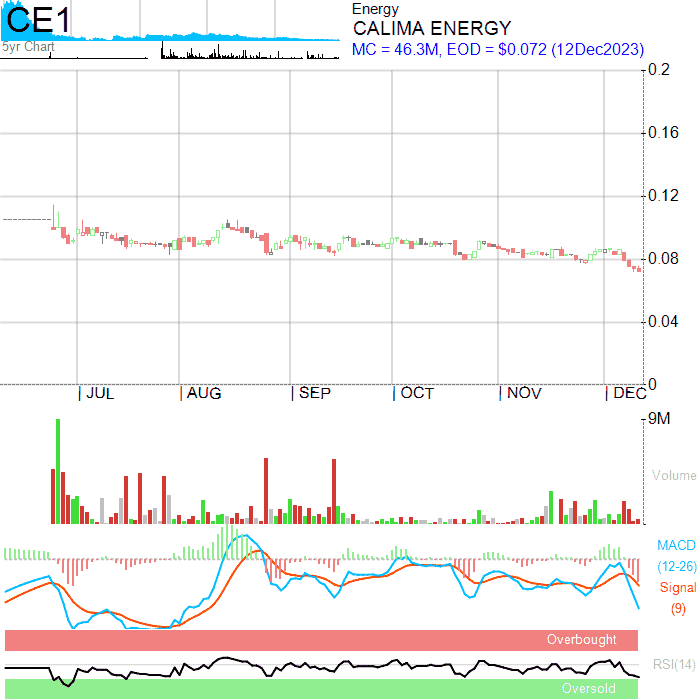 CE1
5yr Chart
Energy
CALIMA ENERGY
MC = 46.3M, EOD = $0.072 (12Dec2023)
0.2
0.16
0.12
0.08
0.04
0
JUL
AUG
SEP
OCT
NOV
DEC
9M
Volume
MACD
(12-26)
Signal
(9)
Overbought
RSI(14)
Oversold